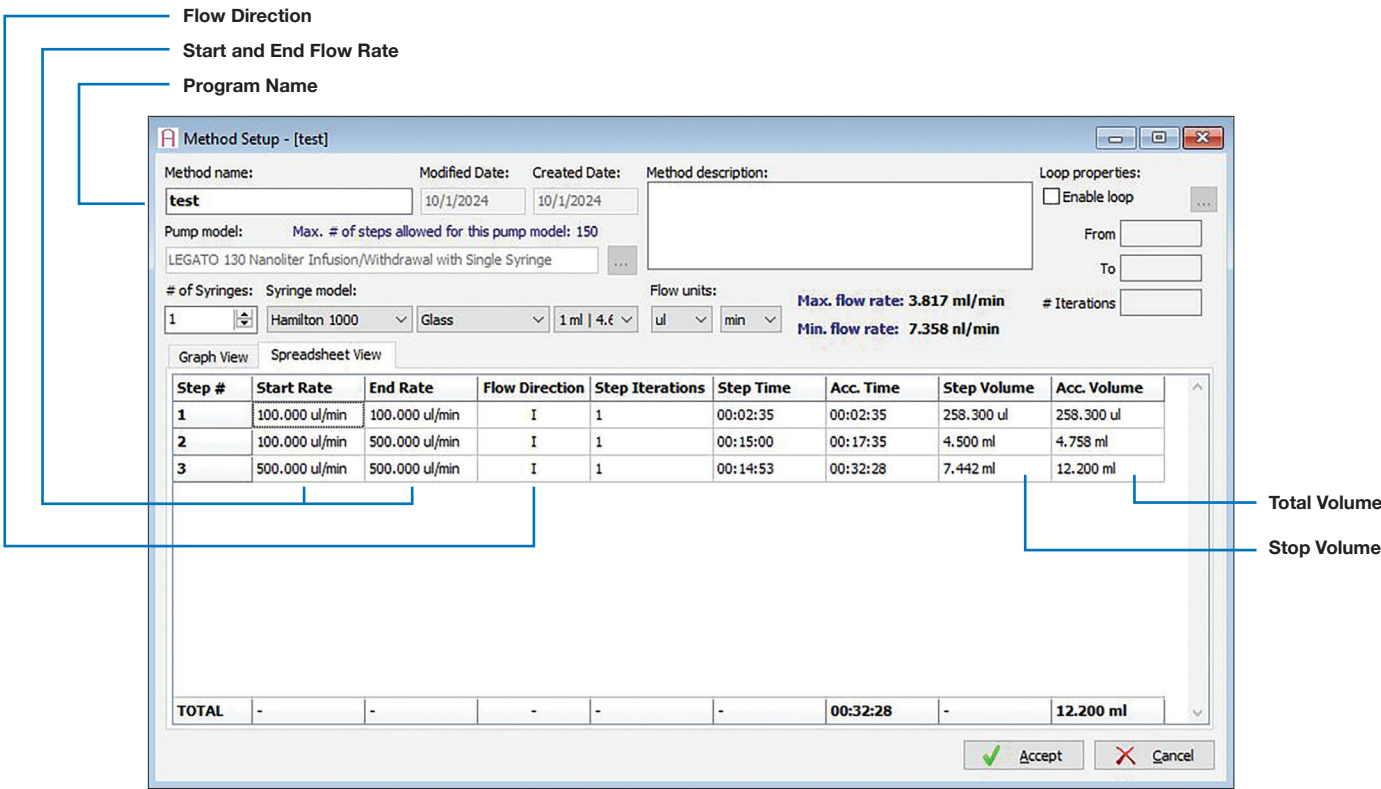 Flow Direction
Start and End Flow Rate
Program Name
Method Setup - [test]
Method name: Modified Date: Created Date: Method description: Loop properties:
test 10/1/2024 10/1/2024 Enable loop ...
Pump model: Max. # of steps allowed for this pump model: 150 From
LEGATO 130 Nanoliter Infusion/Withdrawal with Single Syringe ... To
# of Syringes: Syringe model: Flow units: # Iterations
1 Hamilton 1000 Glass 1 ml | 4.6 ul min
Max. flow rate: 3.817 ml/min
Min. flow rate: 7.358 nl/min
Graph View Spreadsheet View
Step # Start Rate End Rate Flow Direction Step Iterations Step Time Acc. Time Step Volume Acc. Volume
1 100.000 ul/min 100.000 ul/min I 1 00:02:35 00:02:35 258.300 ul 258.300 ul
2 100.000 ul/min 500.000 ul/min I 1 00:15:00 00:17:35 4.500 ml 4.758 ml
3 500.000 ul/min 500.000 ul/min I 1 00:14:53 00:32:28 7.442 ml 12.200 ml
Total Volume
Stop Volume
TOTAL - - - - - 00:32:28 - 12.200 ml
Accept Cancel